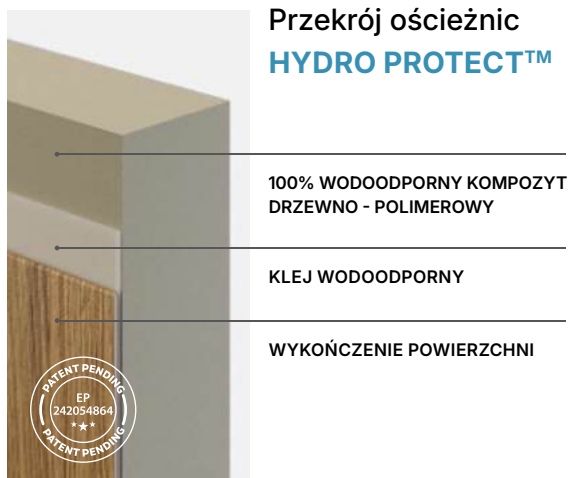 Przekrój ościeżnic
HYDRO PROTECT™
100% WODOODPORNY KOMPOZYT
DRZEWNO - POLIMEROWY
KLEJ WODOODPORNY
WYKOŃCZENIE POWIERZCHNI
PATENT PENDING
EP
242054864
PATENT PENDING